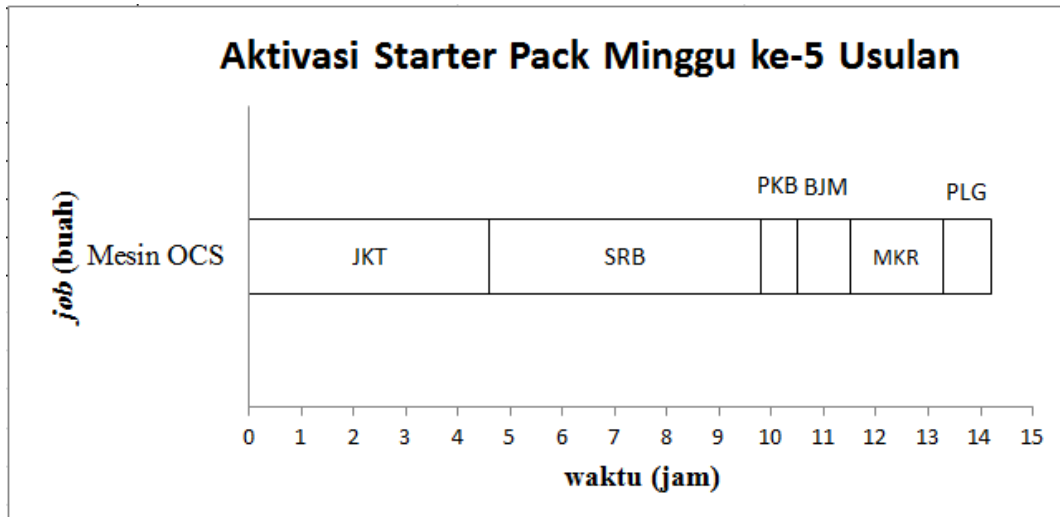 Aktivasi Starter Pack Minggu ke-5 Usulan
job (buah)
Mesin OCS
PKB BJM PLG
JKT SRB MKR
0 1 2 3 4 5 6 7 8 9 10 11 12 13 14 15
waktu (jam)